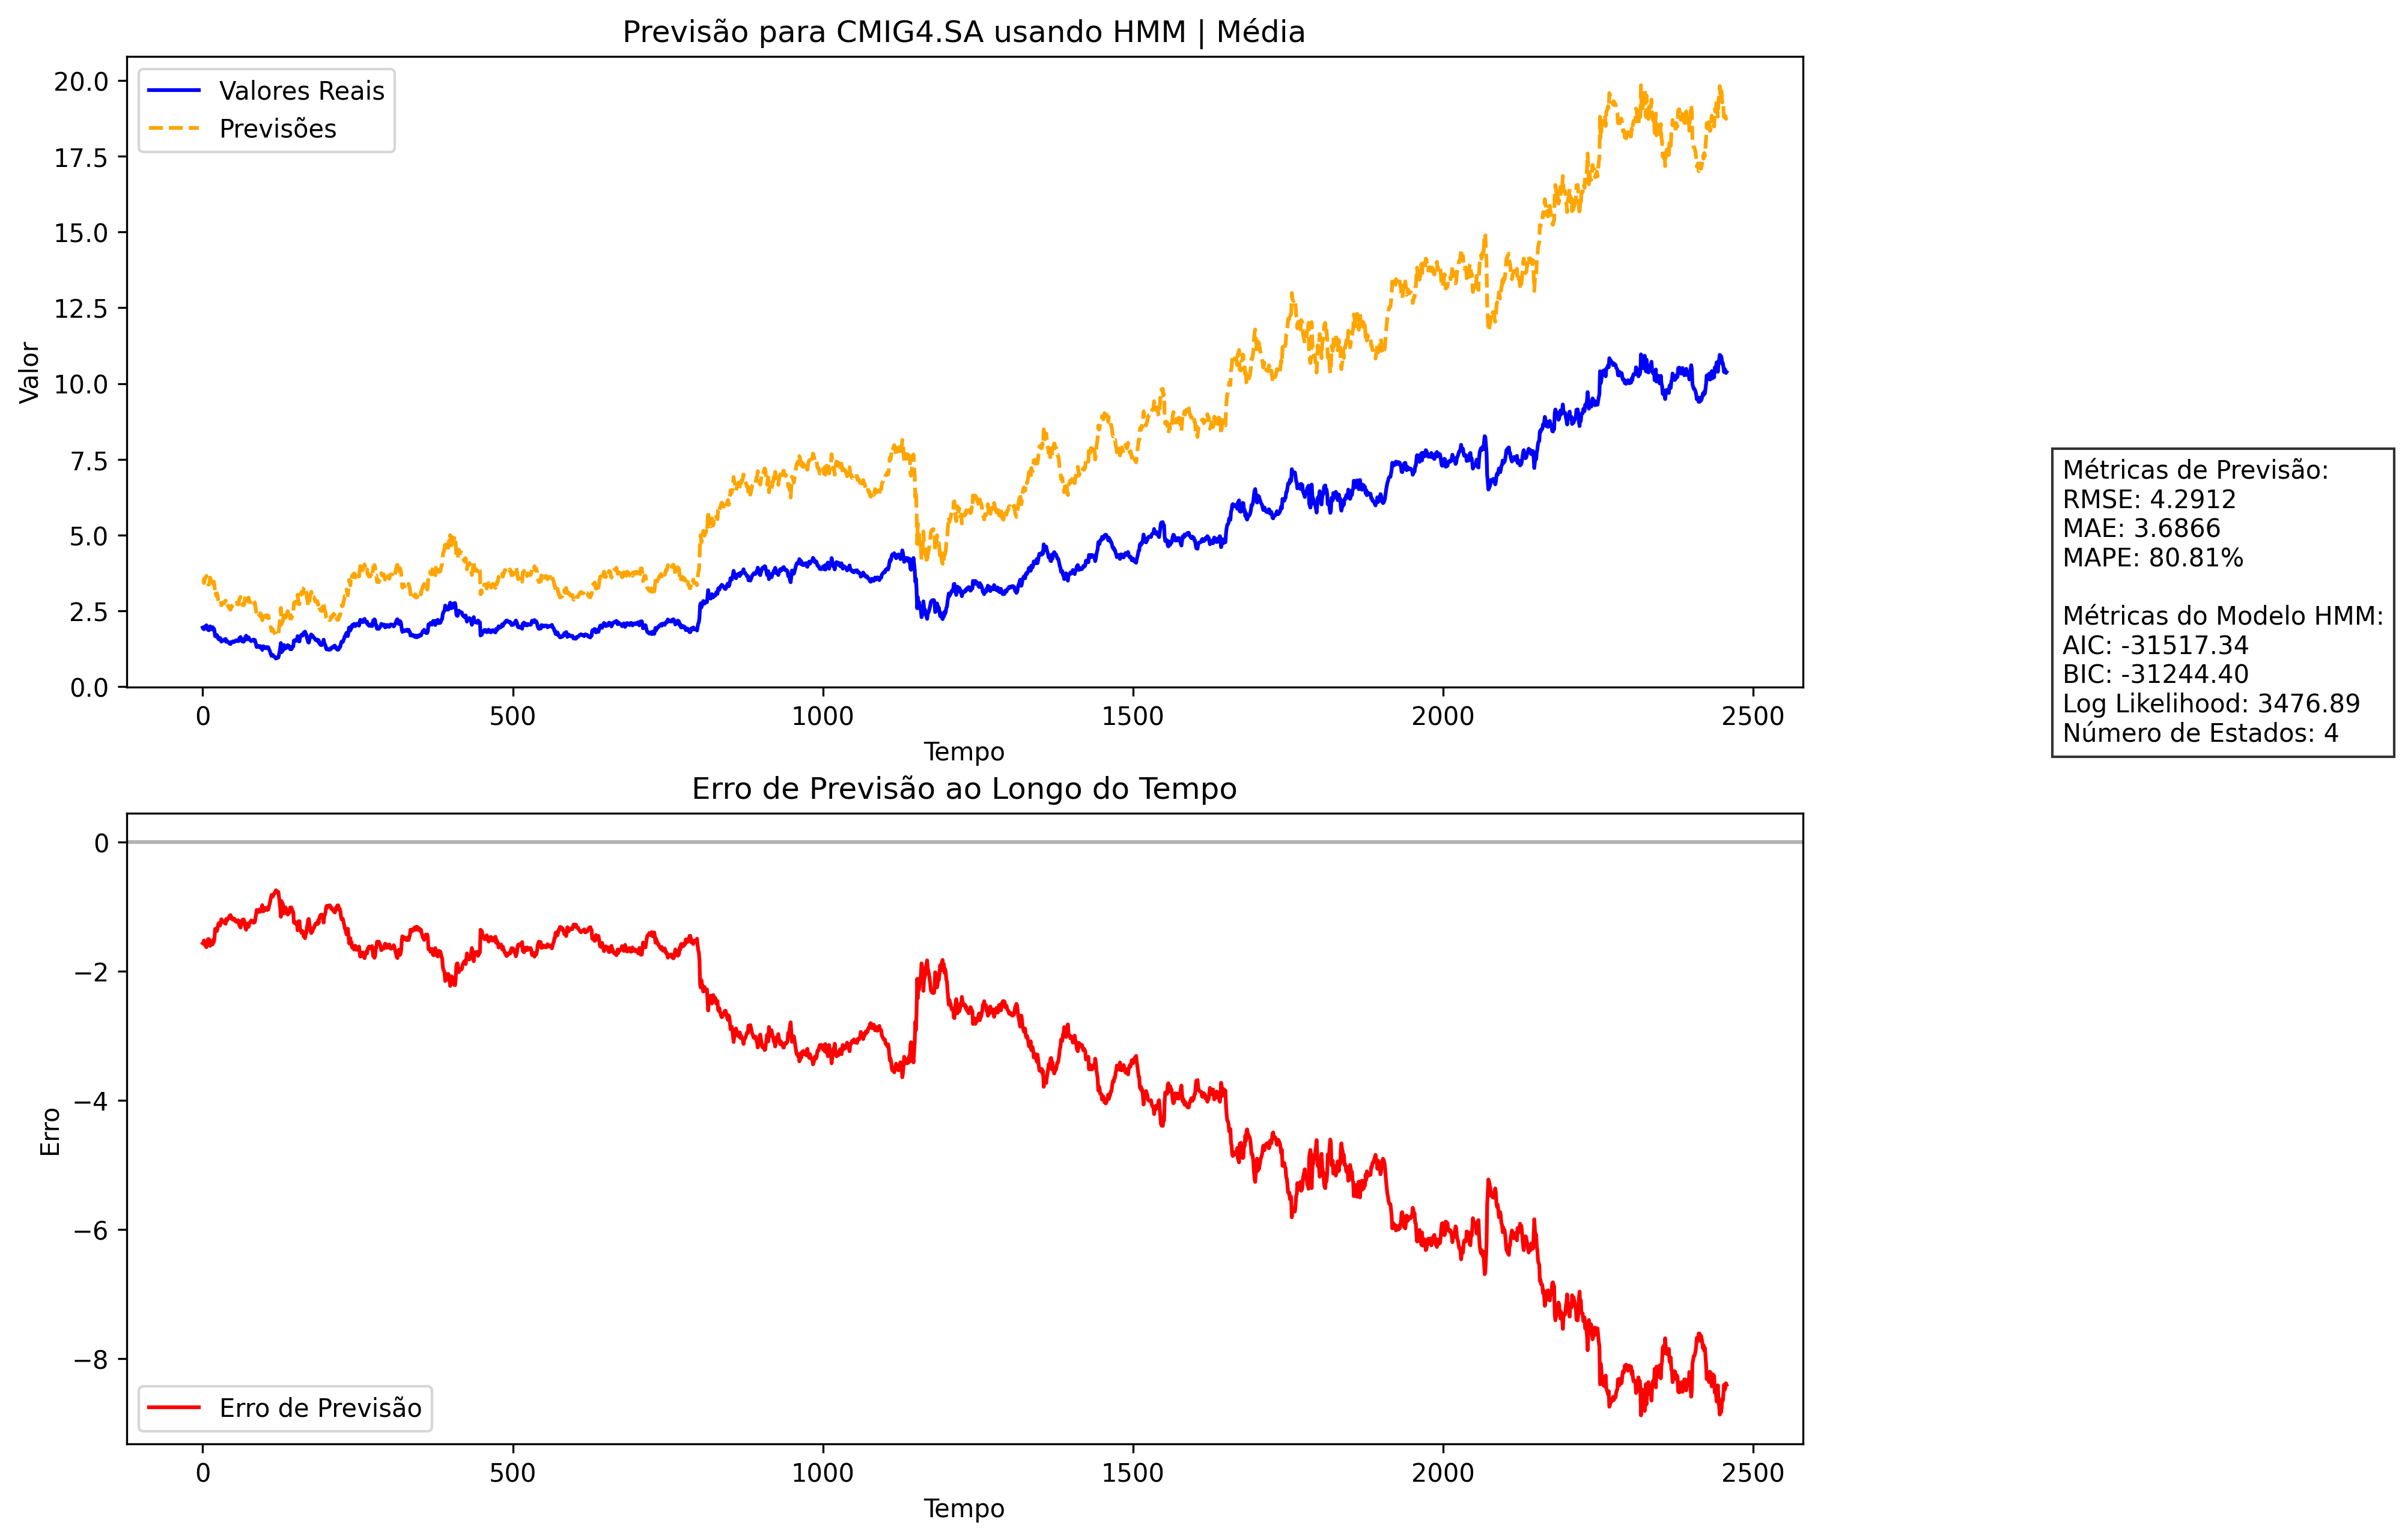 Previsão para CMIG4.SA usando HMM | Média
Valores Reais
Previsões
20.0
17.5
15.0
12.5
10.0
7.5
5.0
2.5
0.0
Valor
0 500 1000 1500 2000 2500
Tempo
Métricas de Previsão:
RMSE: 4.2912
MAE: 3.6866
MAPE: 80.81%
Métricas do Modelo HMM:
AIC: -31517.34
BIC: -31244.40
Log Likelihood: 3476.89
Número de Estados: 4
Erro de Previsão ao Longo do Tempo
0
−2
−4
−6
−8
Erro
Erro de Previsão
0 500 1000 1500 2000 2500
Tempo